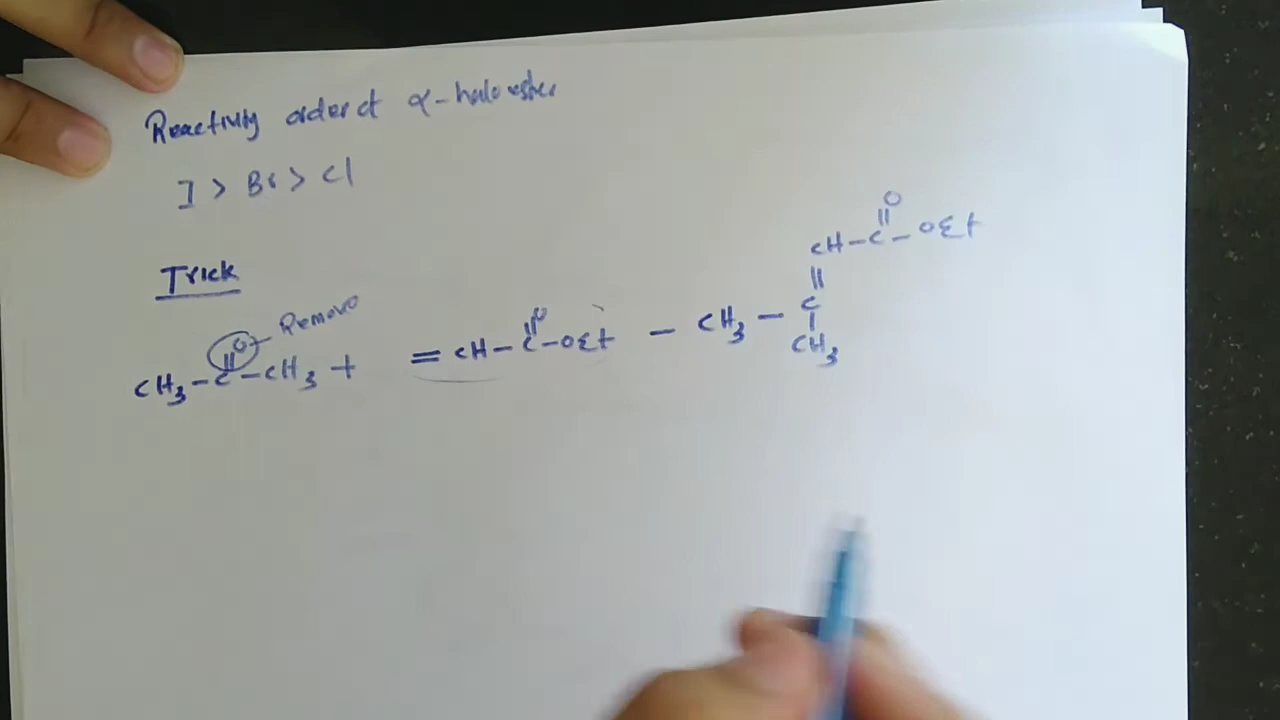 Reactivity order of α-halo ester
I > Br > Cl
Trick
O
||
CH3-C-CH3 + = CH-C-OEt - CH3-C
Remove
O
||
O
||
CH-C-OEt
||
|
CH3